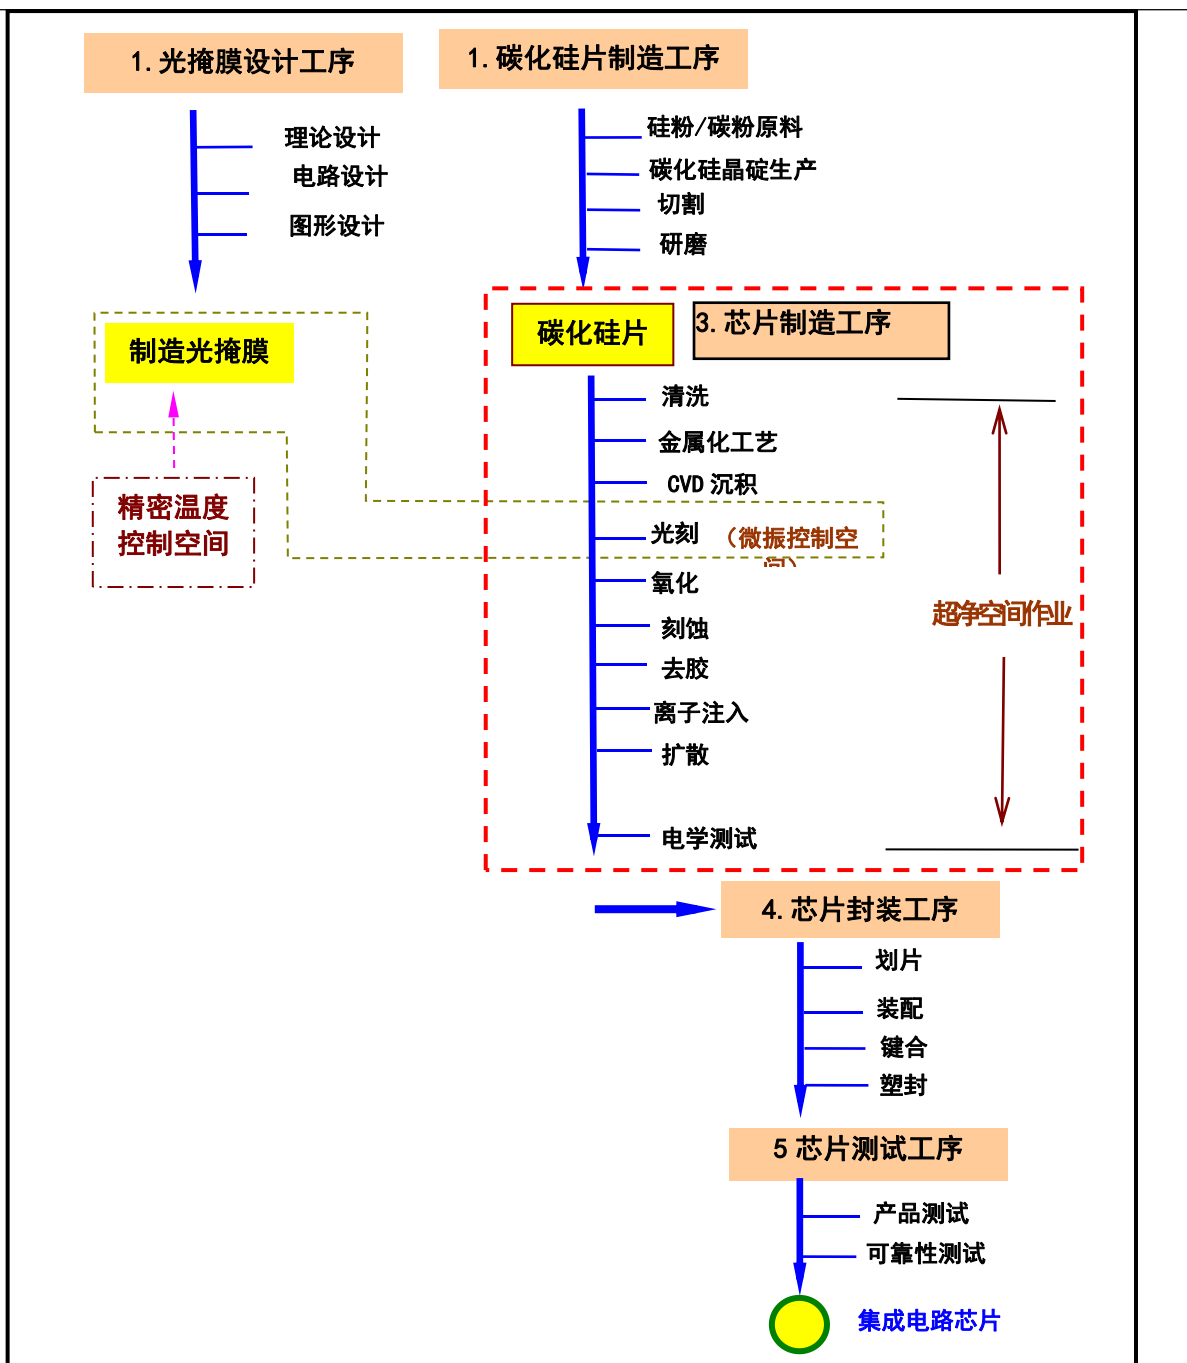 1.光掩膜设计工序
1.碳化硅片制造工序
理论设计
电路设计
图形设计
硅粉/碳粉原料
碳化硅晶碇生产
切割
研磨
制造光掩膜
碳化硅片
3.芯片制造工序
精密温度
控制空间
清洗
金属化工艺
CVD 沉积
光刻
（微振控制空
间）
氧化
刻蚀
去胶
离子注入
扩散
电学测试
超净空间作业
4.芯片封装工序
划片
装配
键合
塑封
5 芯片测试工序
产品测试
可靠性测试
集成电路芯片